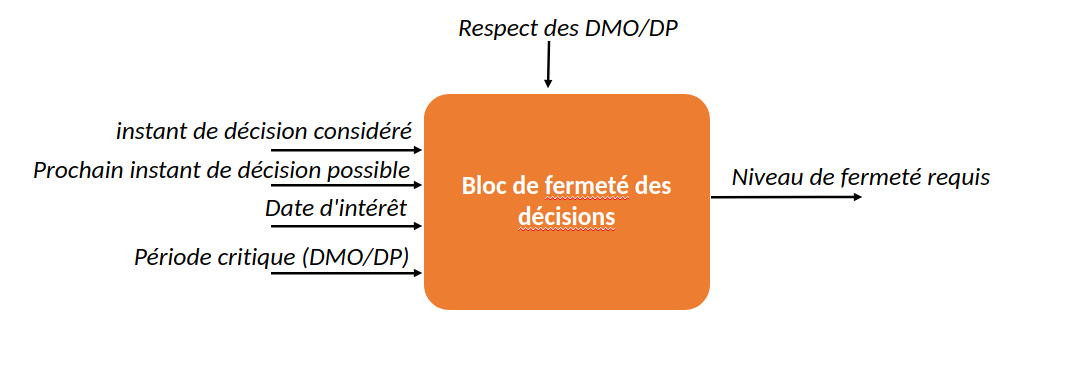 Respect des DMO/DP
instant de décision considéré
Prochain instant de décision possible
Date d'intérêt
Période critique (DMO/DP)
Bloc de fermeté des
décisions
Niveau de fermeté requis